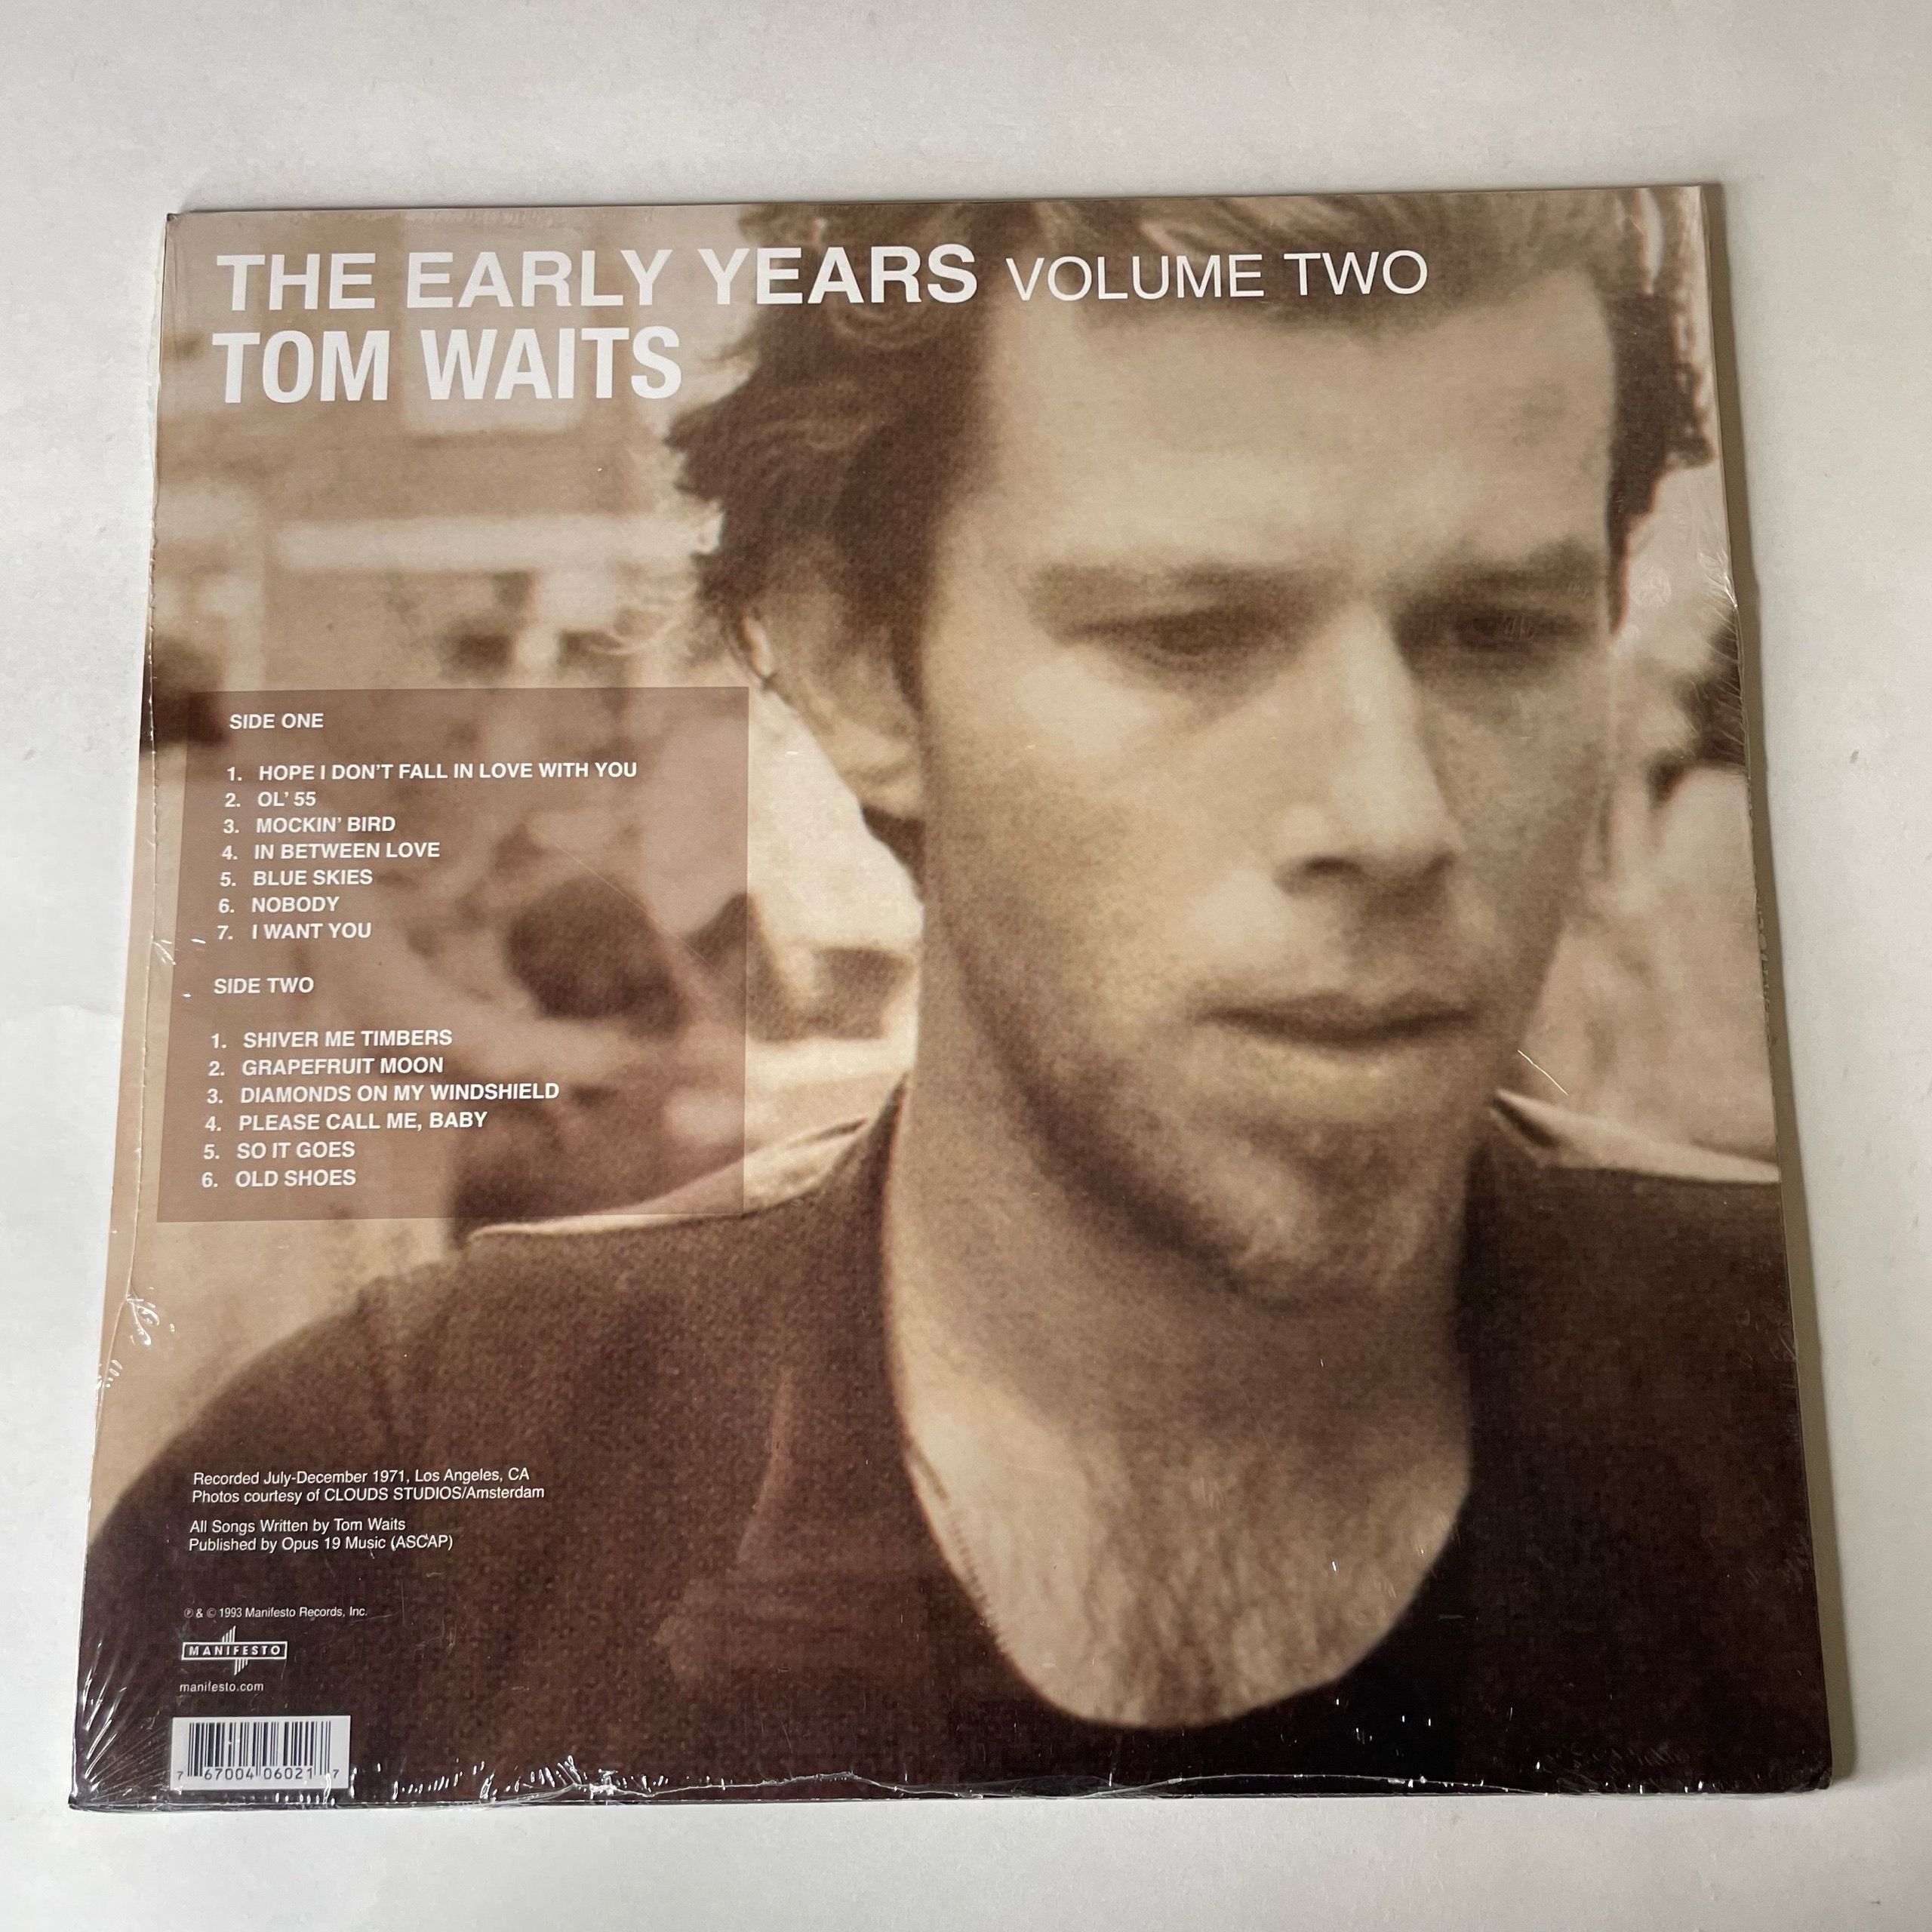 THE EARLY YEARS VOLUME TWO
TOM WAITS
SIDE ONE
1. HOPE I DON'T FALL IN LOVE WITH YOU
2. OL' 55
3. MOCKIN' BIRD
4. IN BETWEEN LOVE
5. BLUE SKIES
6. NOBODY
7. I WANT YOU
SIDE TWO
1. SHIVER ME TIMBERS
2. GRAPEFRUIT MOON
3. DIAMONDS ON MY WINDSHIELD
4. PLEASE CALL ME, BABY
5. SO IT GOES
6. OLD SHOES
Recorded July-December 1971, Los Angeles, CA
Photos courtesy of CLOUDS STUDIOS/Amsterdam
All Songs Written by Tom Waits
Published by Opus 19 Music (ASCAP)
℗ & © 1993 Manifesto Records, Inc.
MANIFESTO
manifesto.com
7 67004 06021 7